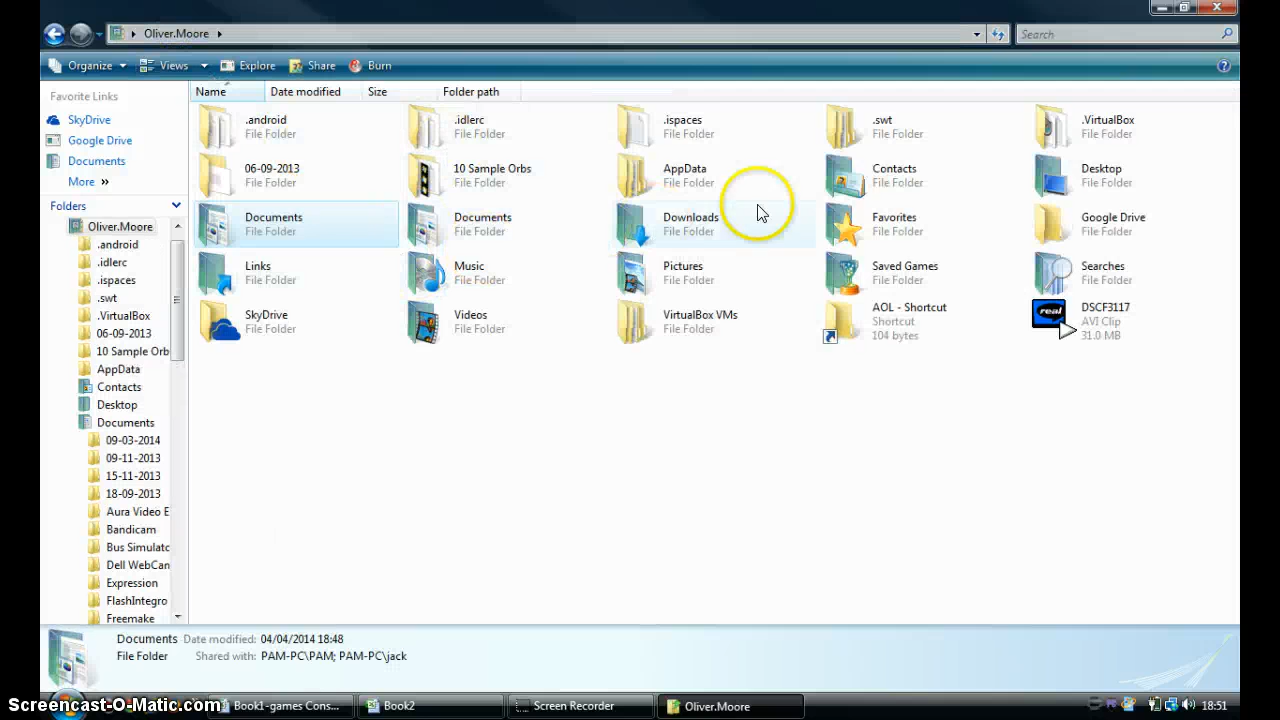 Oliver.Moore
Search
Organize Views Explore Share Burn
Favorite Links
SkyDrive
Google Drive
Documents
More »
Folders
Oliver.Moore
.android
.idlerc
.ispaces
.swt
.VirtualBox
06-09-2013
10 Sample Orb
AppData
Contacts
Desktop
Documents
09-03-2014
09-11-2013
15-11-2013
18-09-2013
Aura Video E
Bandicam
Bus Simulato
Dell WebCan
Expression
FlashIntegro
Freemake
Name Date modified Size Folder path
.android
File Folder
.idlerc
File Folder
.ispaces
File Folder
.swt
File Folder
.VirtualBox
File Folder
06-09-2013
File Folder
10 Sample Orbs
File Folder
AppData
File Folder
Contacts
File Folder
Desktop
File Folder
Documents
File Folder
Documents
File Folder
Downloads
File Folder
Favorites
File Folder
Google Drive
File Folder
Links
File Folder
Music
File Folder
Pictures
File Folder
Saved Games
File Folder
Searches
File Folder
SkyDrive
File Folder
Videos
File Folder
VirtualBox VMs
File Folder
AOL - Shortcut
Shortcut
104 bytes
real
DSCF3117
AVI Clip
31.0 MB
Documents Date modified: 04/04/2014 18:48
File Folder Shared with: PAM-PC\PAM; PAM-PC\jack
Screencast-O-Matic.com
Book1-games Cons...
Book2
Screen Recorder
Oliver.Moore
18:51